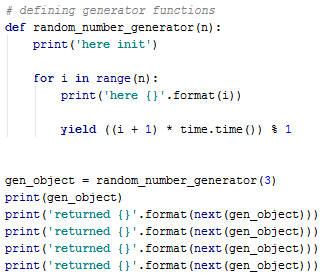 # defining generator functions
def random_number_generator(n):
    print('here init')

    for i in range(n):
        print('here {}'.format(i))

        yield ((i + 1) * time.time()) % 1


gen_object = random_number_generator(3)
print(gen_object)
print('returned {}'.format(next(gen_object)))
print('returned {}'.format(next(gen_object)))
print('returned {}'.format(next(gen_object)))
print('returned {}'.format(next(gen_object)))